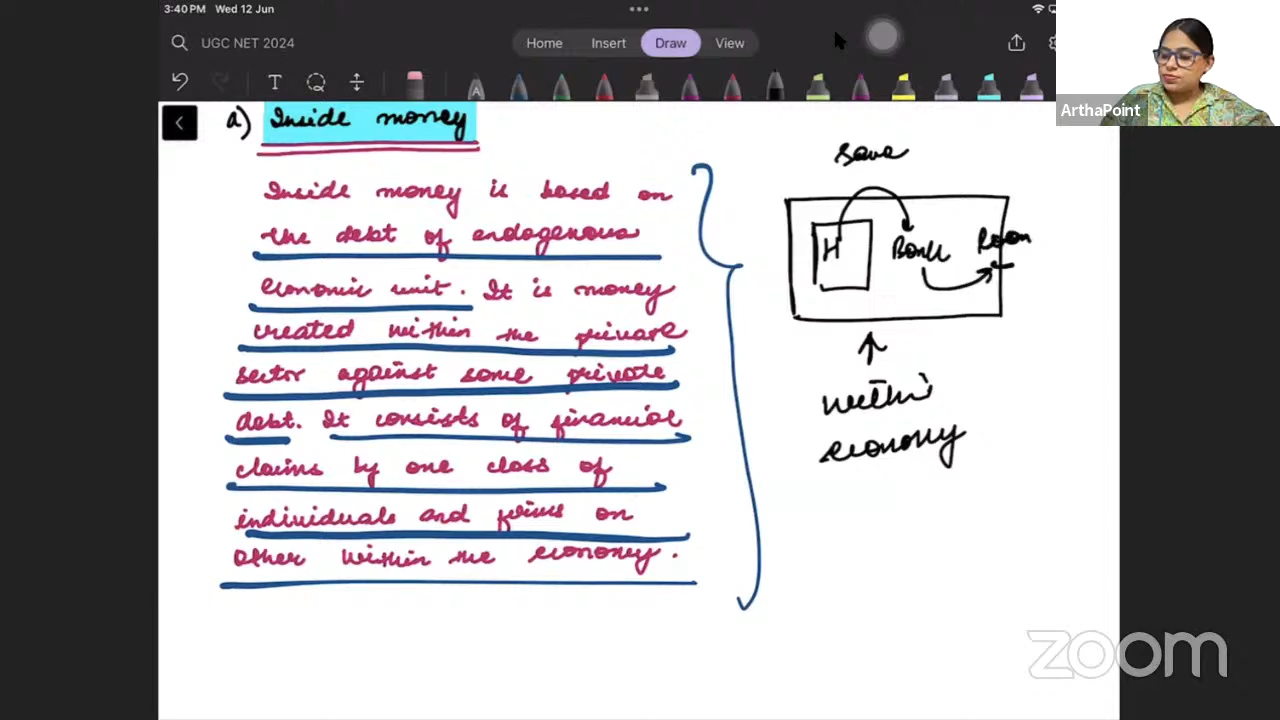 3:40 PM Wed 12 Jun
UGC NET 2024
Home Insert Draw View
ArthaPoint
a) Inside money
Inside money is based on
the debt of endogenous
economic unit. It is money
created within the private
sector against some private
debt. It consists of financial
claims by one class of
individuals and firms on
other within the economy.
save
H Bank
within
economy
zoom